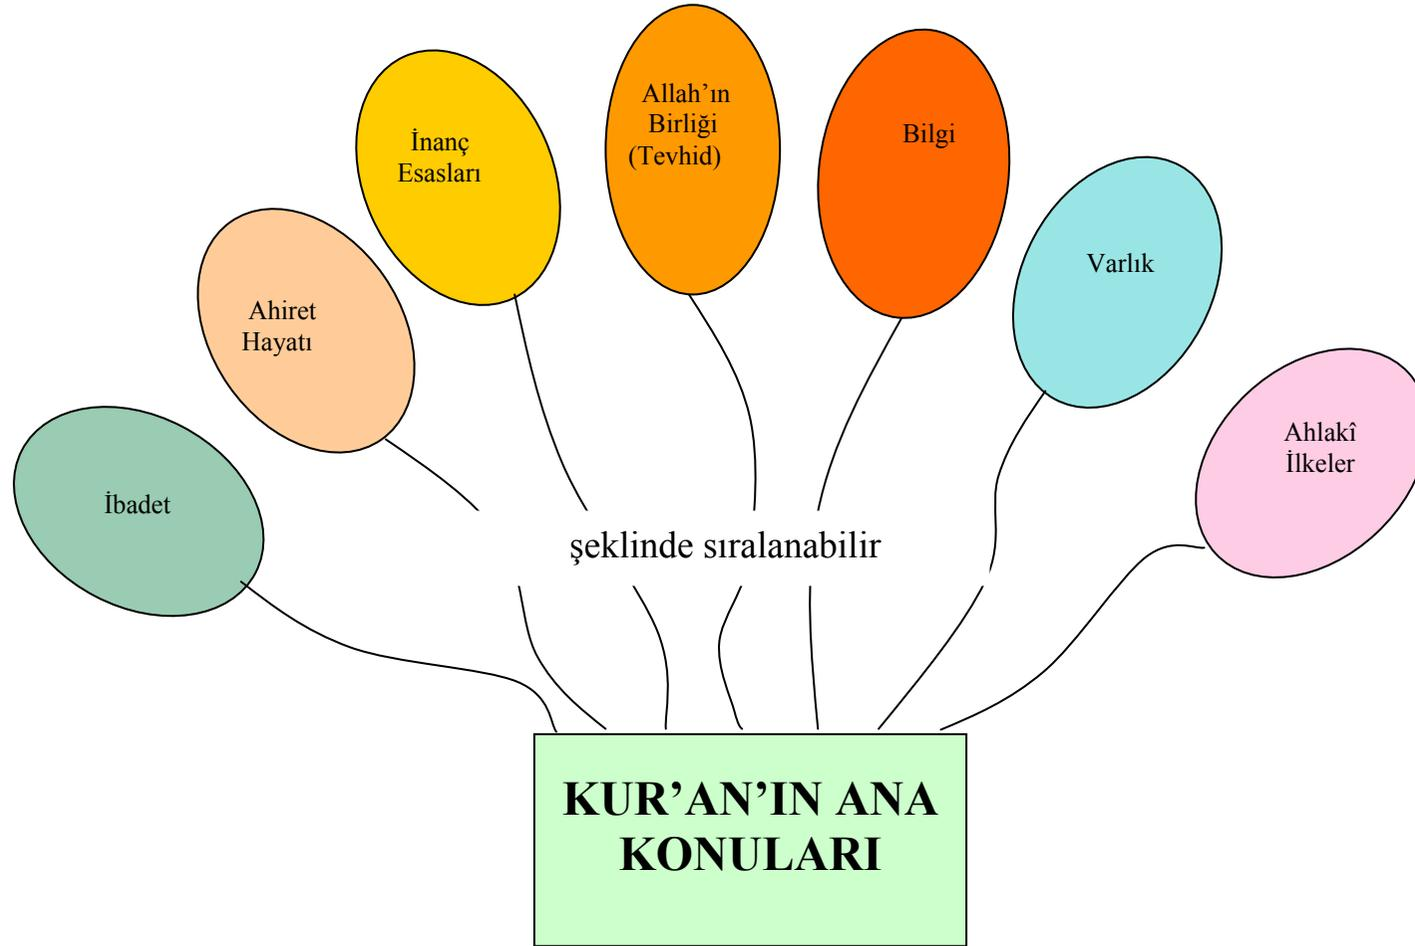 İbadet
Ahiret
Hayatı
İnanç
Esasları
Allah’ın
Birliği
(Tevhid)
Bilgi
Varlık
Ahlakî
İlkeler
şeklinde sıralanabilir
KUR’AN’IN ANA
KONULARI